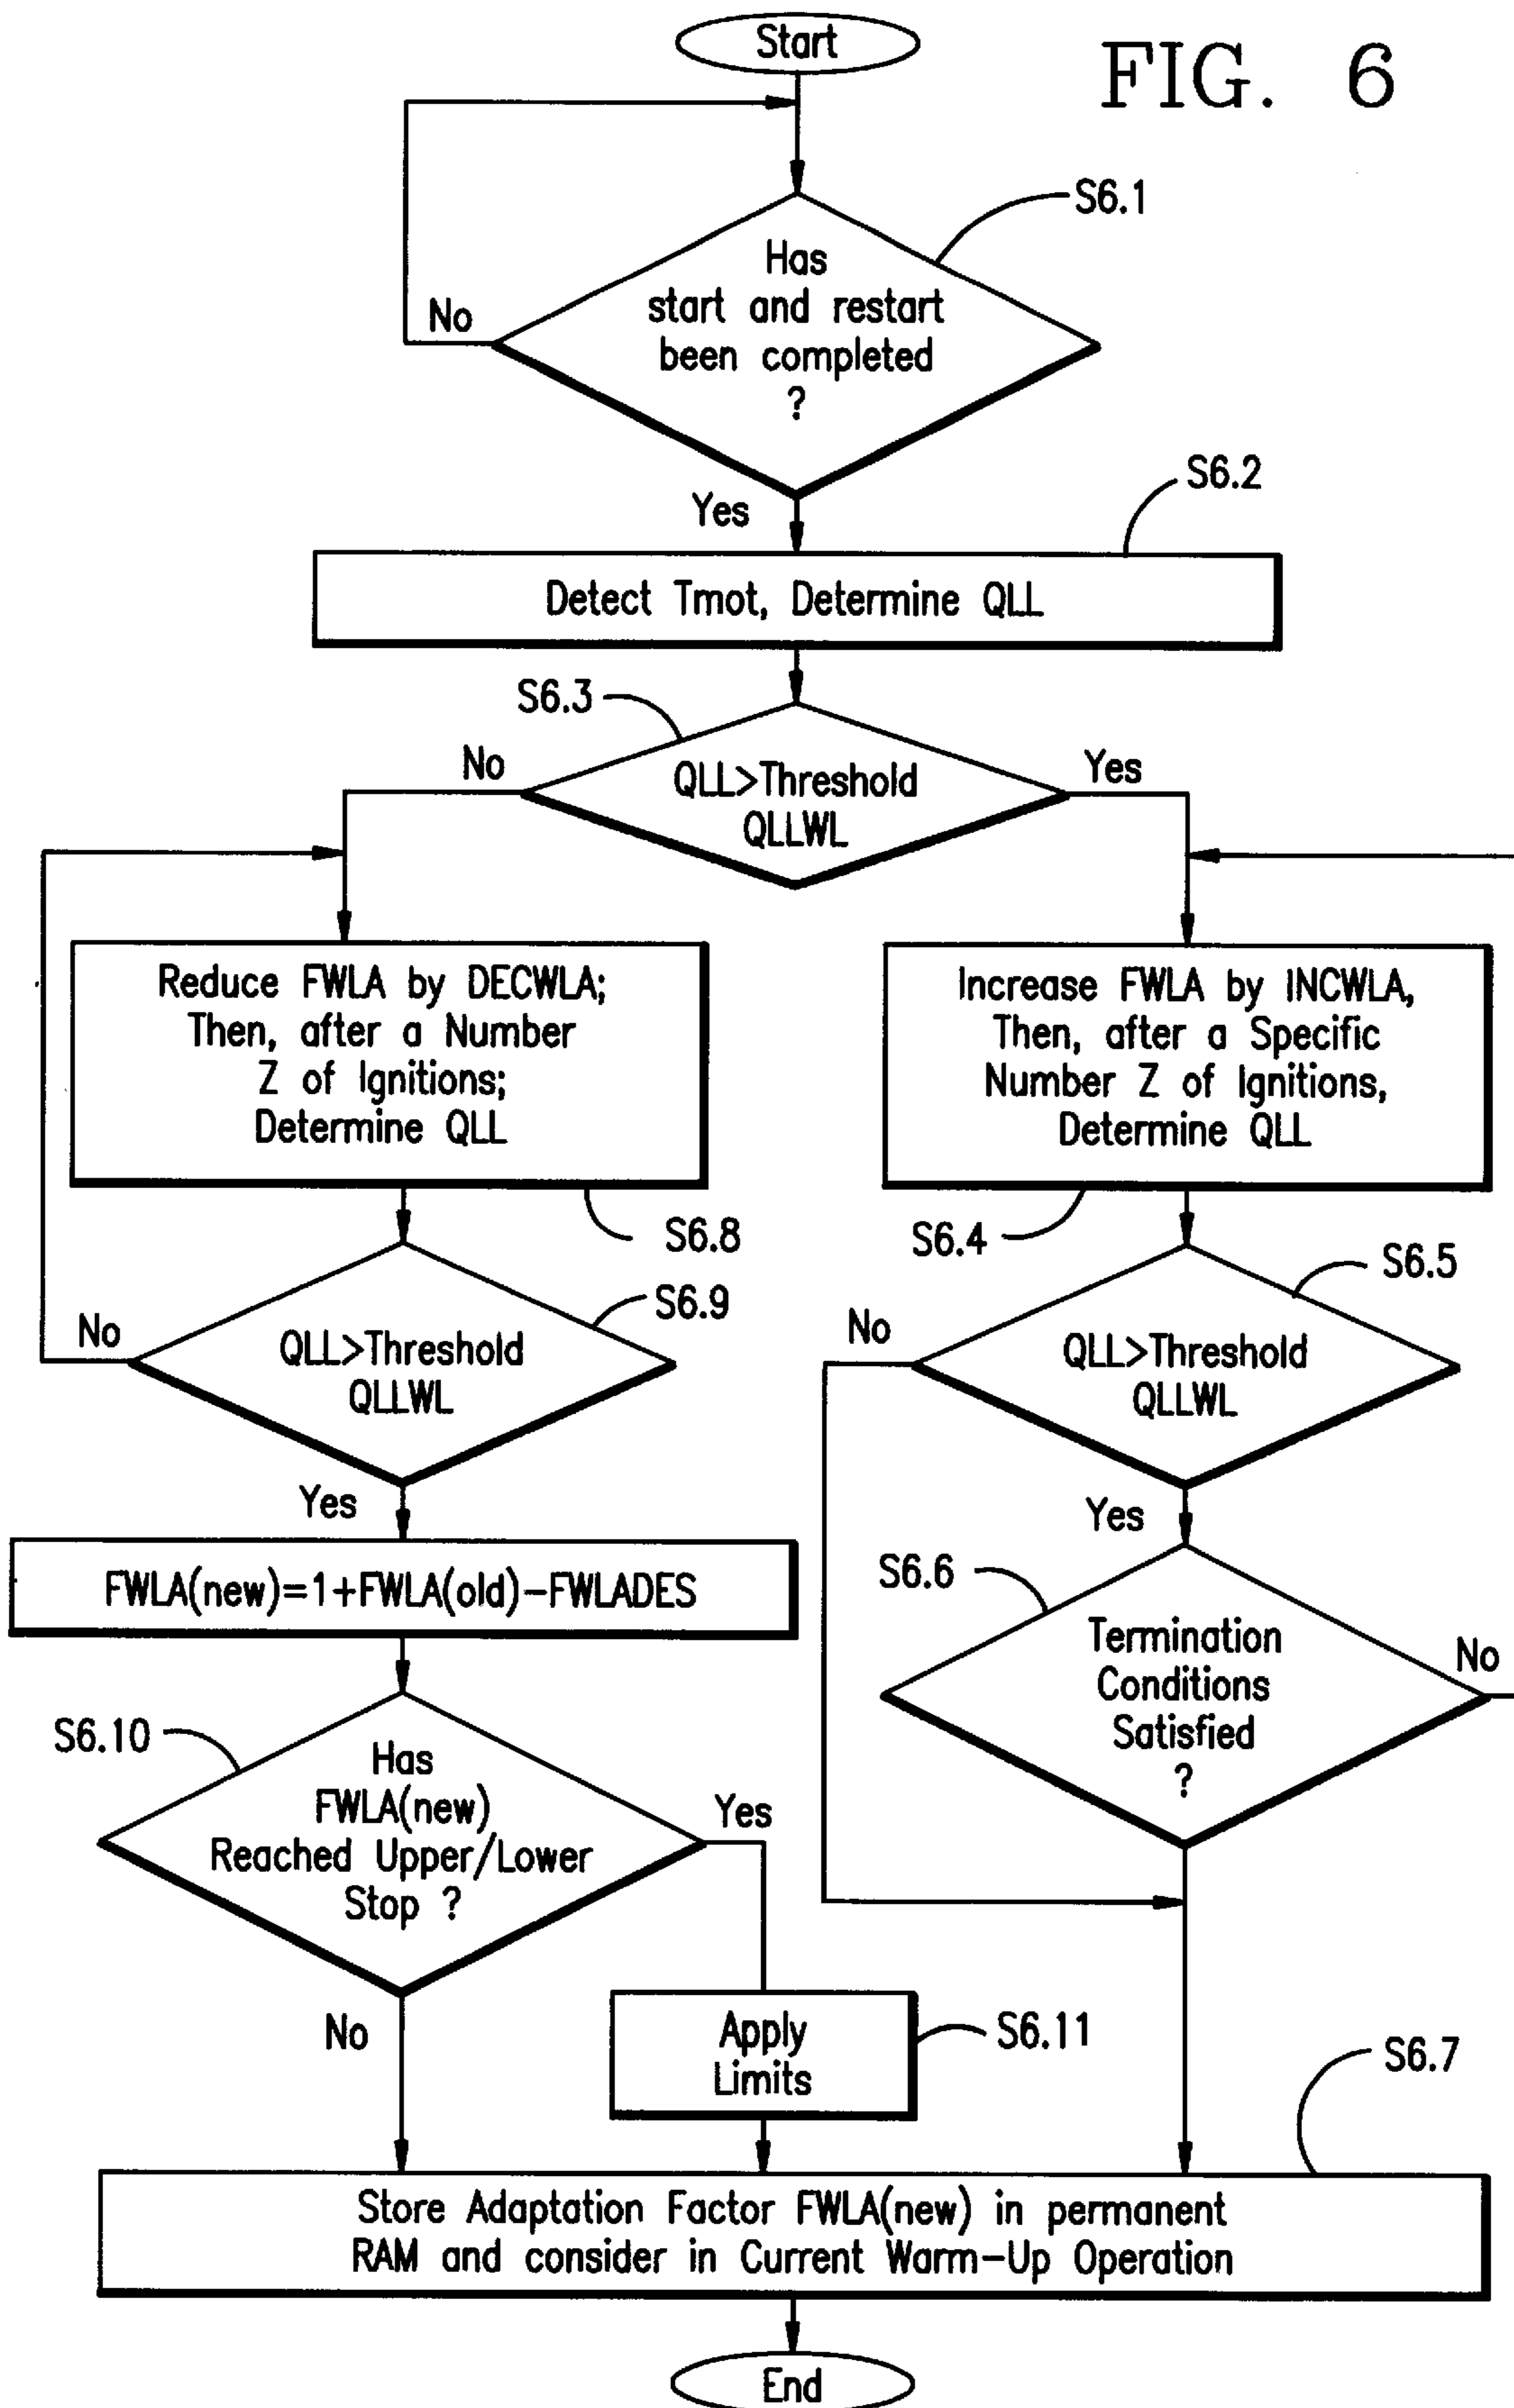 Start
FIG. 6
S6.1
Has
start and restart
been completed
?
No
Yes
S6.2
Detect Tmot, Determine QLL
S6.3
No
QLL>Threshold
QLLWL
Yes
Reduce FWLA by DECWLA;
Then, after a Number
Z of Ignitions;
Determine QLL
Increase FWLA by INCWLA,
Then, after a Specific
Number Z of Ignitions,
Determine QLL
S6.8
S6.4
S6.9
S6.5
No
QLL>Threshold
QLLWL
No
QLL>Threshold
QLLWL
Yes
Yes
FWLA(new)=1+FWLA(old)-FWLADES
S6.6
Termination
Conditions
Satisfied
?
No
S6.10
Has
FWLA(new)
Reached Upper/Lower
Stop ?
Yes
No
Apply
Limits
S6.11
S6.7
Store Adaptation Factor FWLA(new) in permanent
RAM and consider in Current Warm-Up Operation
End